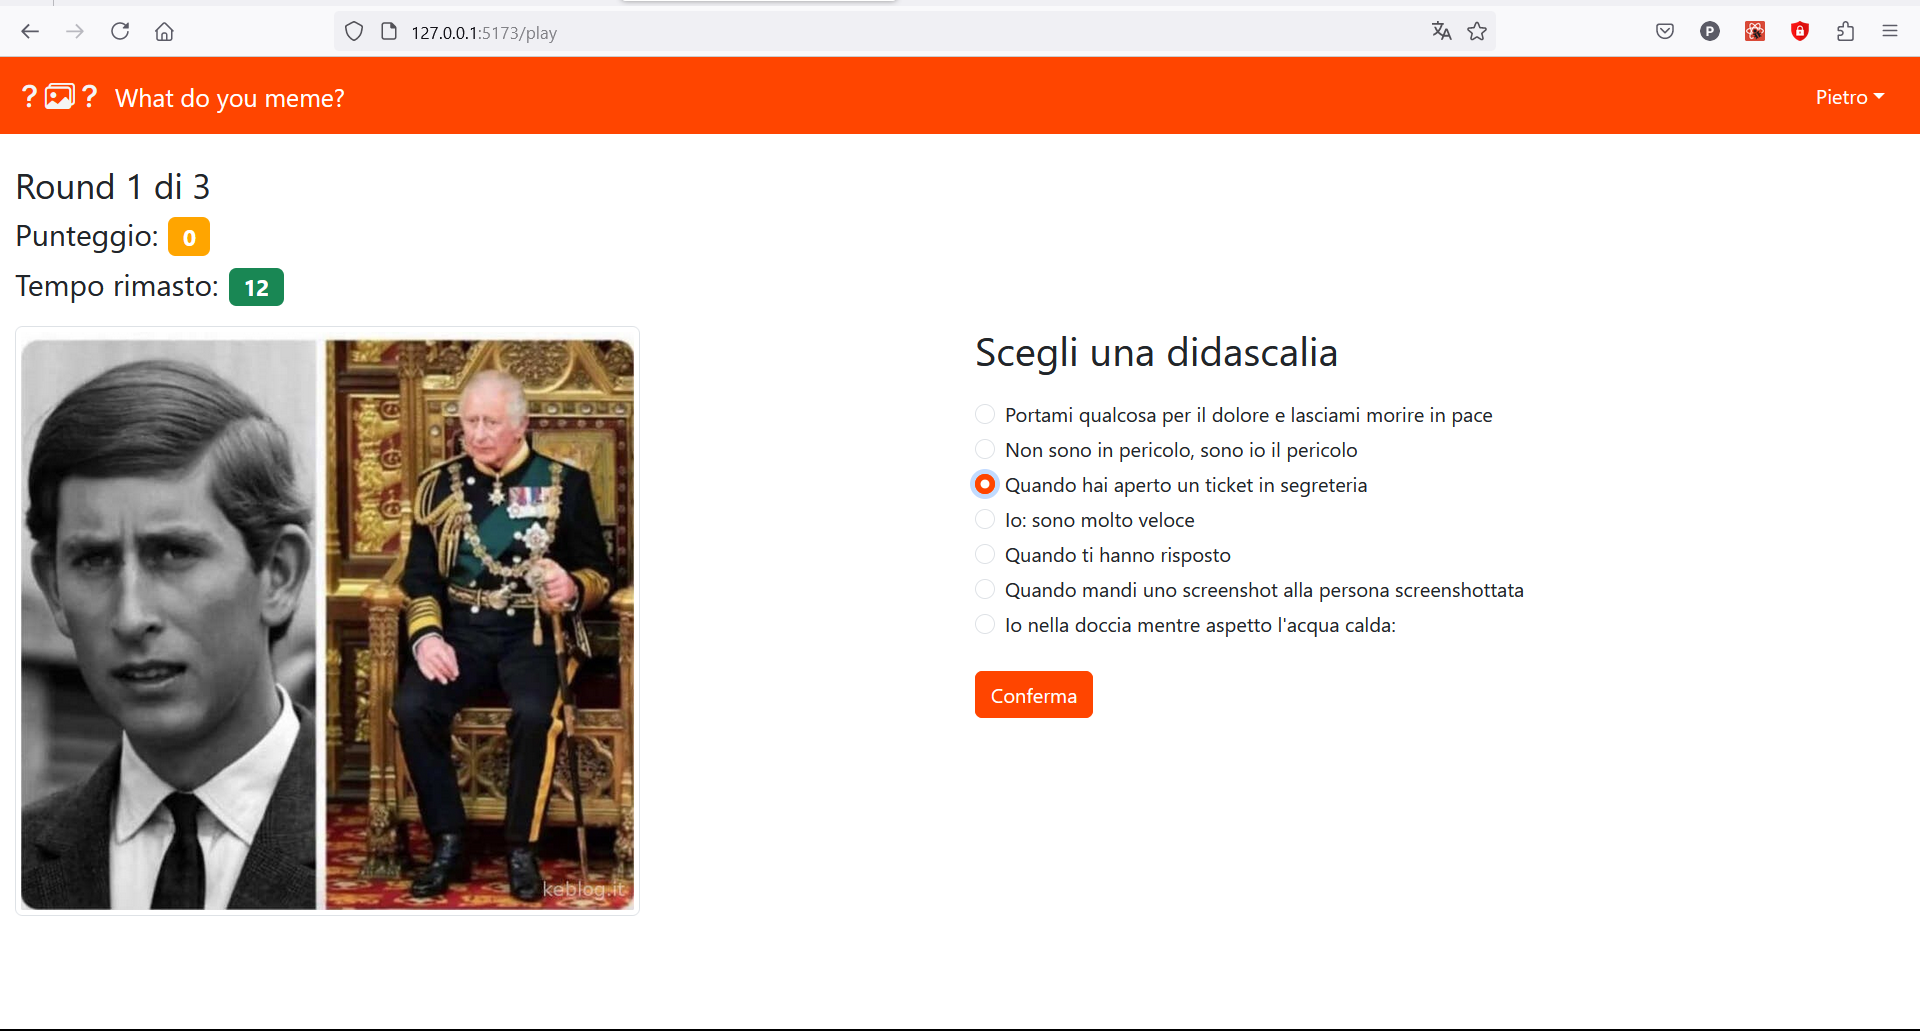 127.0.0.1:5173/play
P
? ? What do you meme?
Pietro
Round 1 di 3
Punteggio: 0
Tempo rimasto: 12
keblog.it
Scegli una didascalia
Portami qualcosa per il dolore e lasciami morire in pace
Non sono in pericolo, sono io il pericolo
Quando hai aperto un ticket in segreteria
Io: sono molto veloce
Quando ti hanno risposto
Quando mandi uno screenshot alla persona screenshottata
Io nella doccia mentre aspetto l'acqua calda:
Conferma